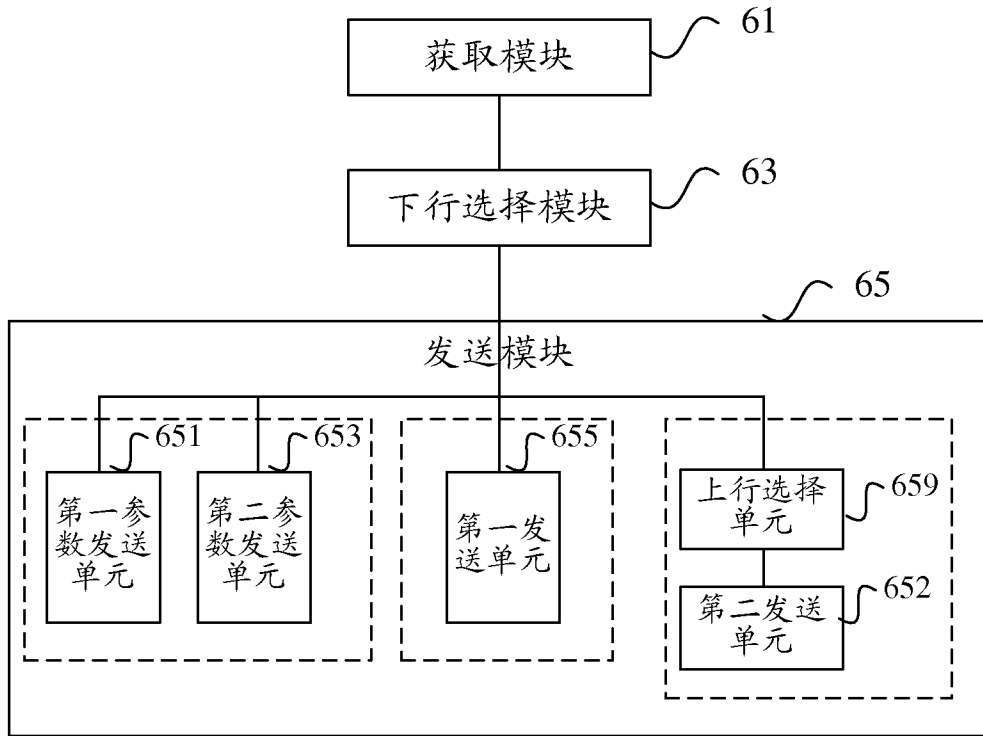 61
获取模块
63
下行选择模块
65
发送模块
651
653
655
第一参
数发送
单元
第二参
数发送
单元
第一发
送单元
上行选择
单元
659
第二发送
单元
652